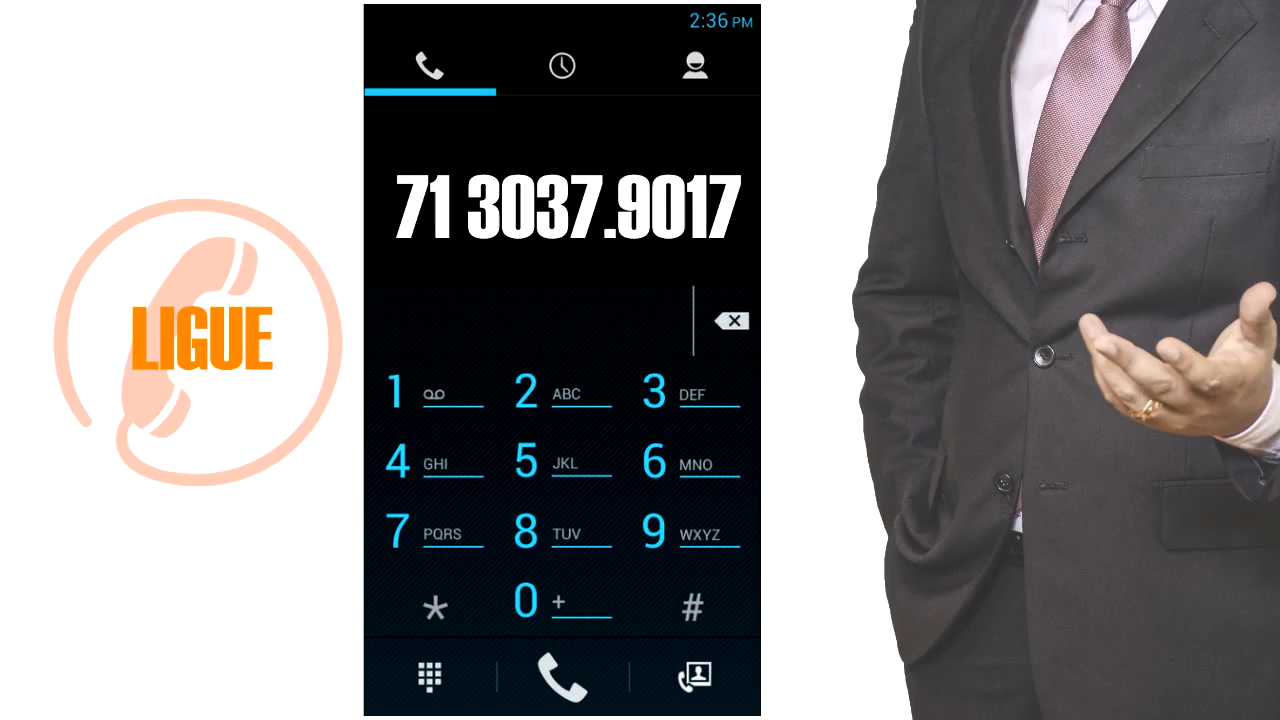 2:36 PM
71 3037.9017
LIGUE
1
2 ABC
3 DEF
4 GHI
5 JKL
6 MNO
7 PQRS
8 TUV
9 WXYZ
*
0 +
#